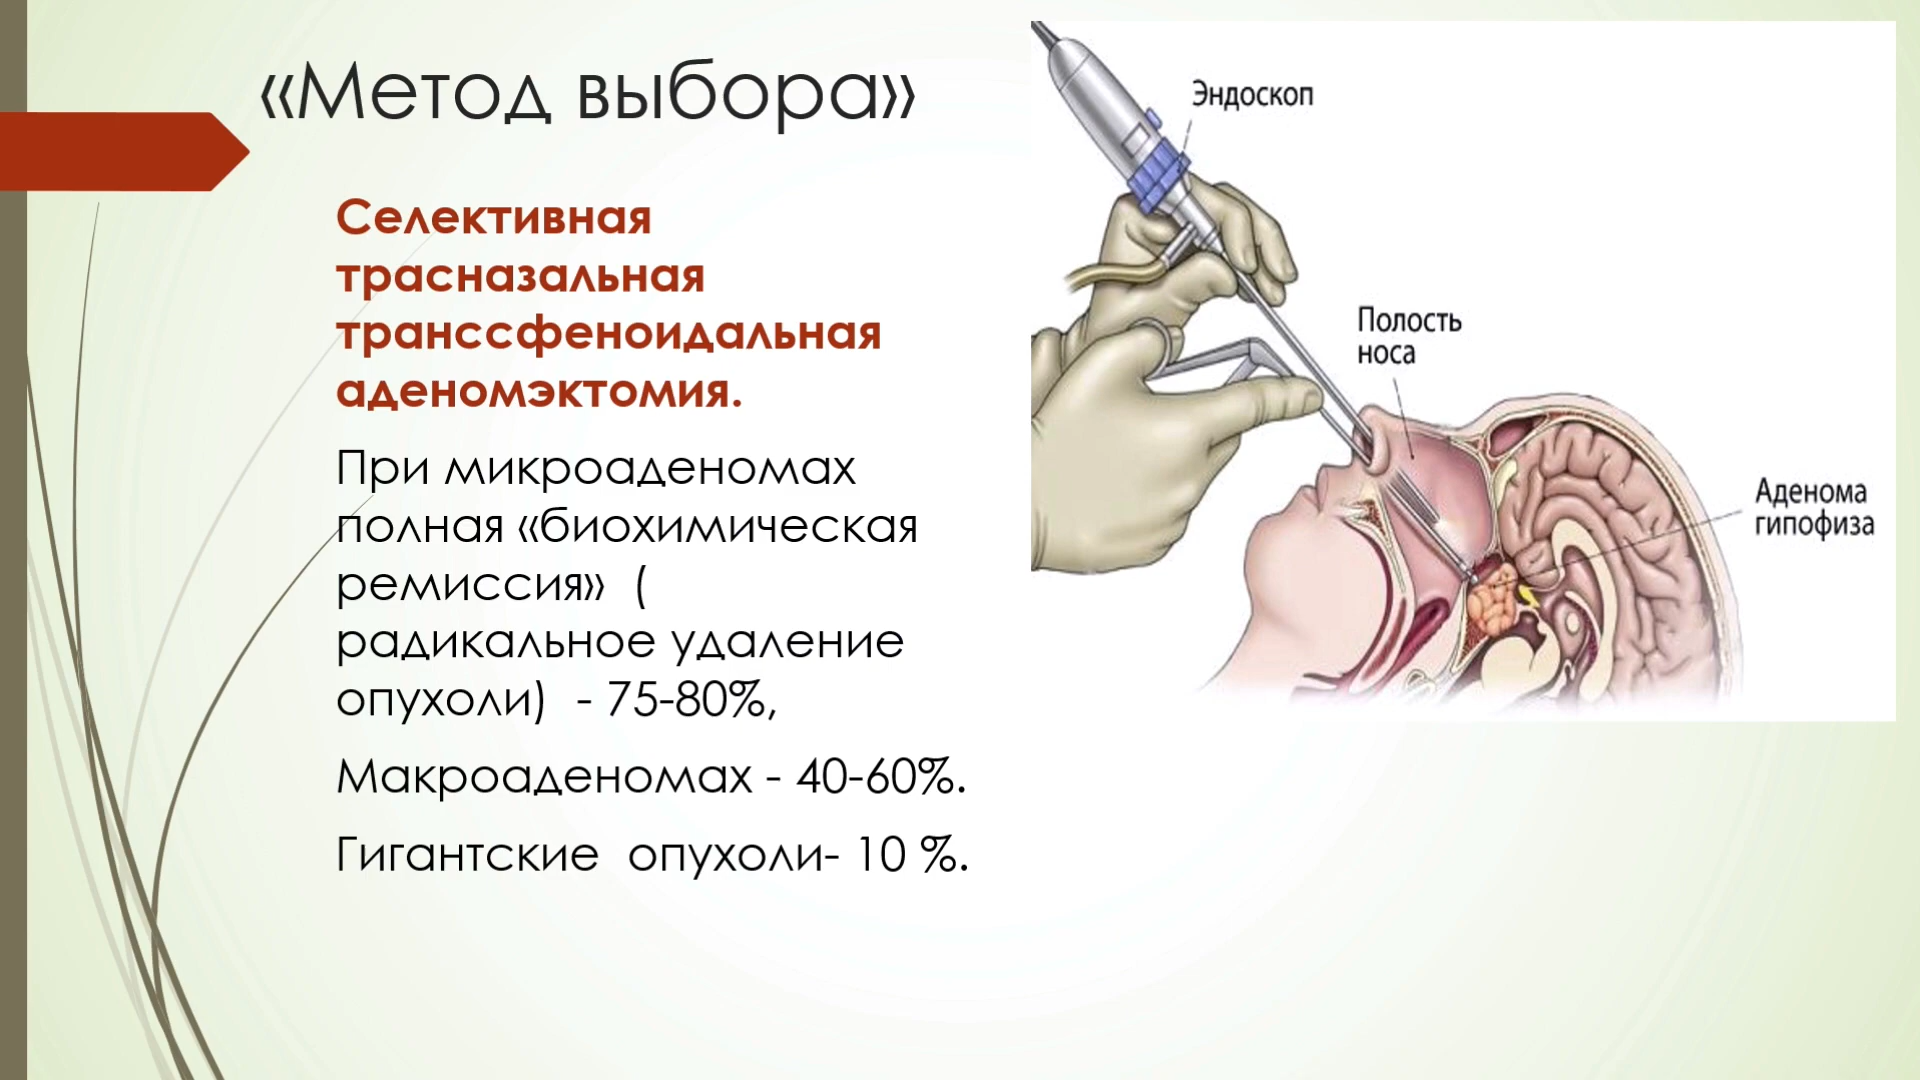 «Метод выбора»
Селективная
трасназальная
транссфеноидальная
аденомэктомия.
При микроаденомах
полная «биохимическая
ремиссия»  (
радикальное удаление
опухоли)  - 75-80%,
Макроаденомах - 40-60%.
Гигантские  опухоли- 10 %.
Эндоскоп
Полость
носа
Аденома
гипофиза